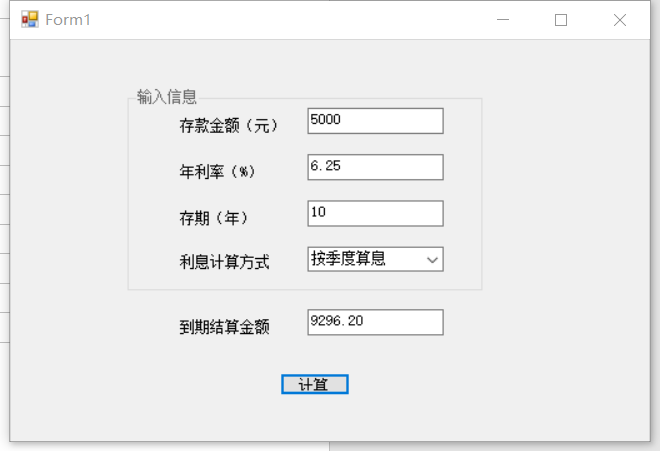 Form1
输入信息
存款金额（元） 5000
年利率（%） 6.25
存期（年） 10
利息计算方式 按季度算息
到期结算金额 9296.20
计算